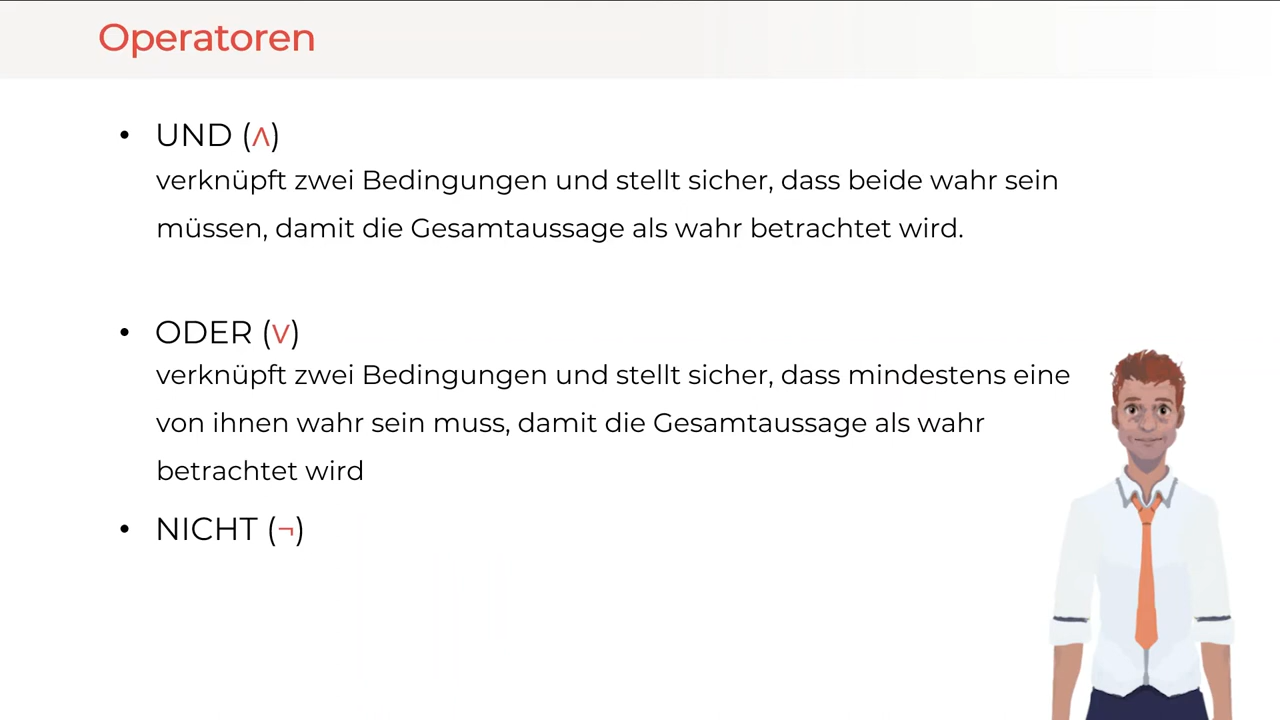 Operatoren
• UND (∧)
verknüpft zwei Bedingungen und stellt sicher, dass beide wahr sein
müssen, damit die Gesamtaussage als wahr betrachtet wird.
• ODER (∨)
verknüpft zwei Bedingungen und stellt sicher, dass mindestens eine
von ihnen wahr sein muss, damit die Gesamtaussage als wahr
betrachtet wird
• NICHT (¬)